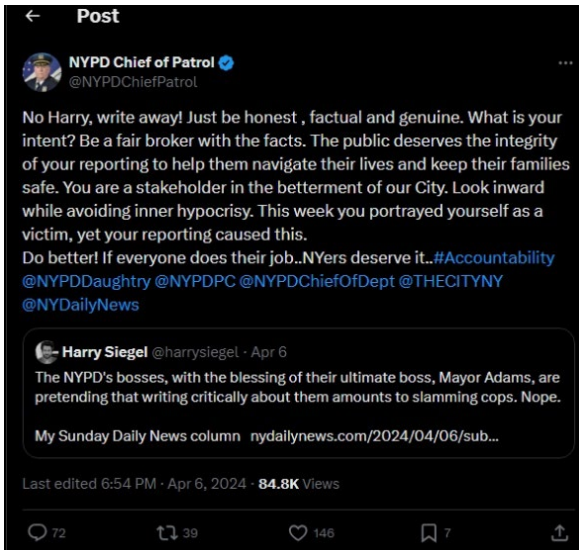 Post
NYPD Chief of Patrol
@NYPDChiefPatrol
No Harry, write away! Just be honest , factual and genuine. What is your
intent? Be a fair broker with the facts. The public deserves the integrity
of your reporting to help them navigate their lives and keep their families
safe. You are a stakeholder in the betterment of our City. Look inward
while avoiding inner hypocrisy. This week you portrayed yourself as a
victim, yet your reporting caused this.
Do better! If everyone does their job..NYers deserve it..#Accountability
@NYPDDaughtry @NYPDPC @NYPDChiefOfDept @THECITYNY
@NYDailyNews
Harry Siegel @harrysiegel · Apr 6
The NYPD's bosses, with the blessing of their ultimate boss, Mayor Adams, are
pretending that writing critically about them amounts to slamming cops. Nope.
My Sunday Daily News column nydailynews.com/2024/04/06/sub...
Last edited 6:54 PM · Apr 6, 2024 · 84.8K Views
72 39 146 7